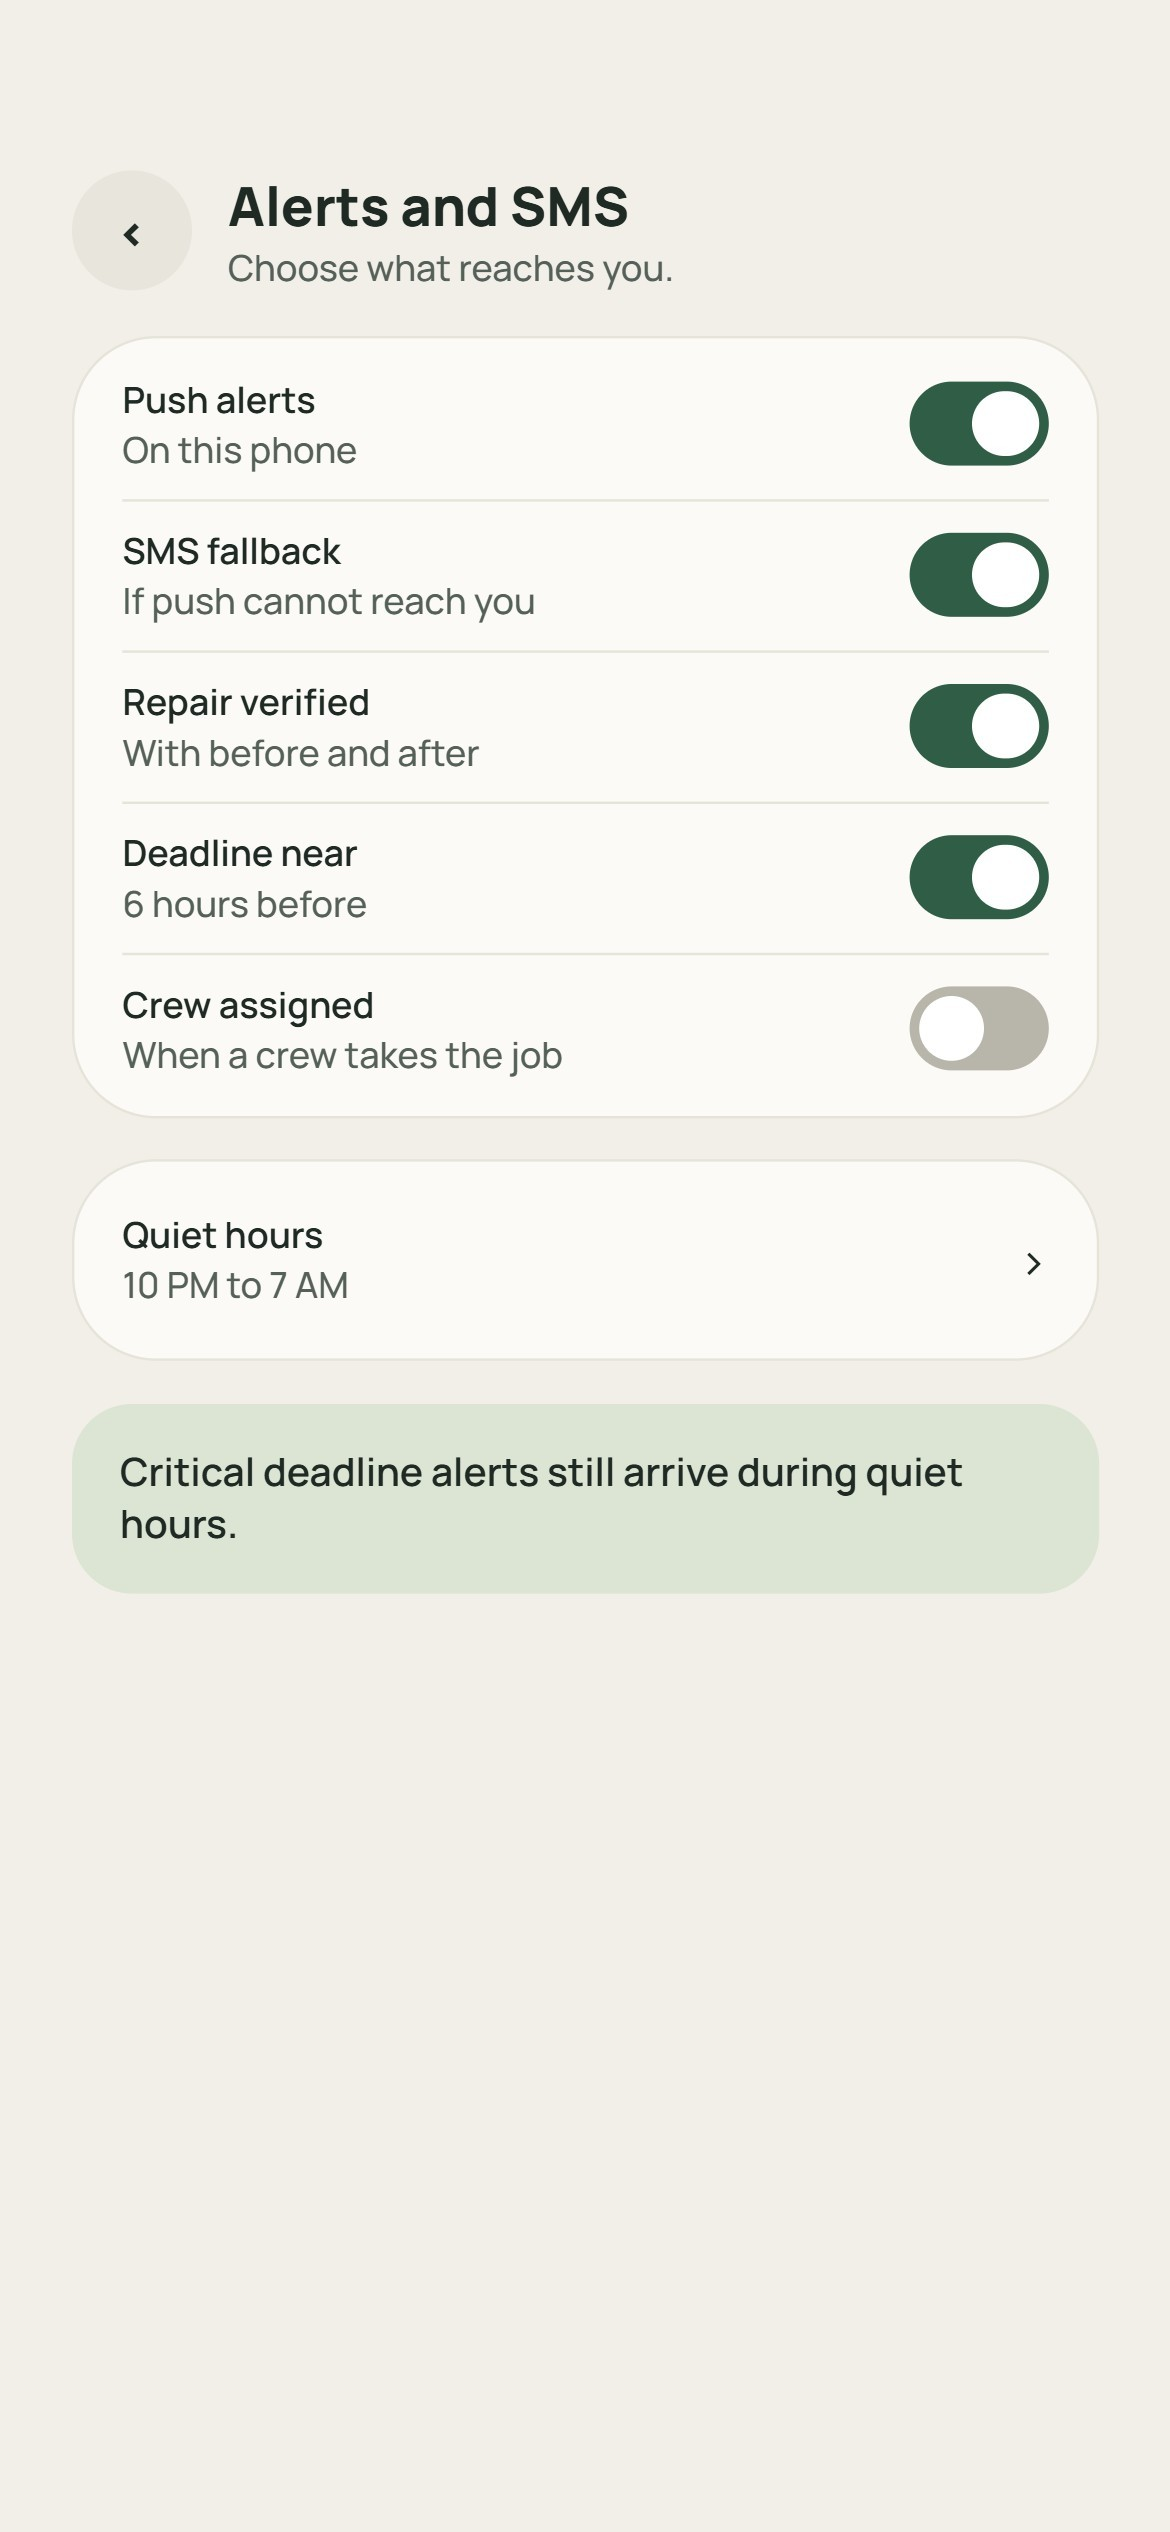 Alerts and SMS
Choose what reaches you.
Push alerts
On this phone
SMS fallback
If push cannot reach you
Repair verified
With before and after
Deadline near
6 hours before
Crew assigned
When a crew takes the job
Quiet hours
10 PM to 7 AM
Critical deadline alerts still arrive during quiet
hours.